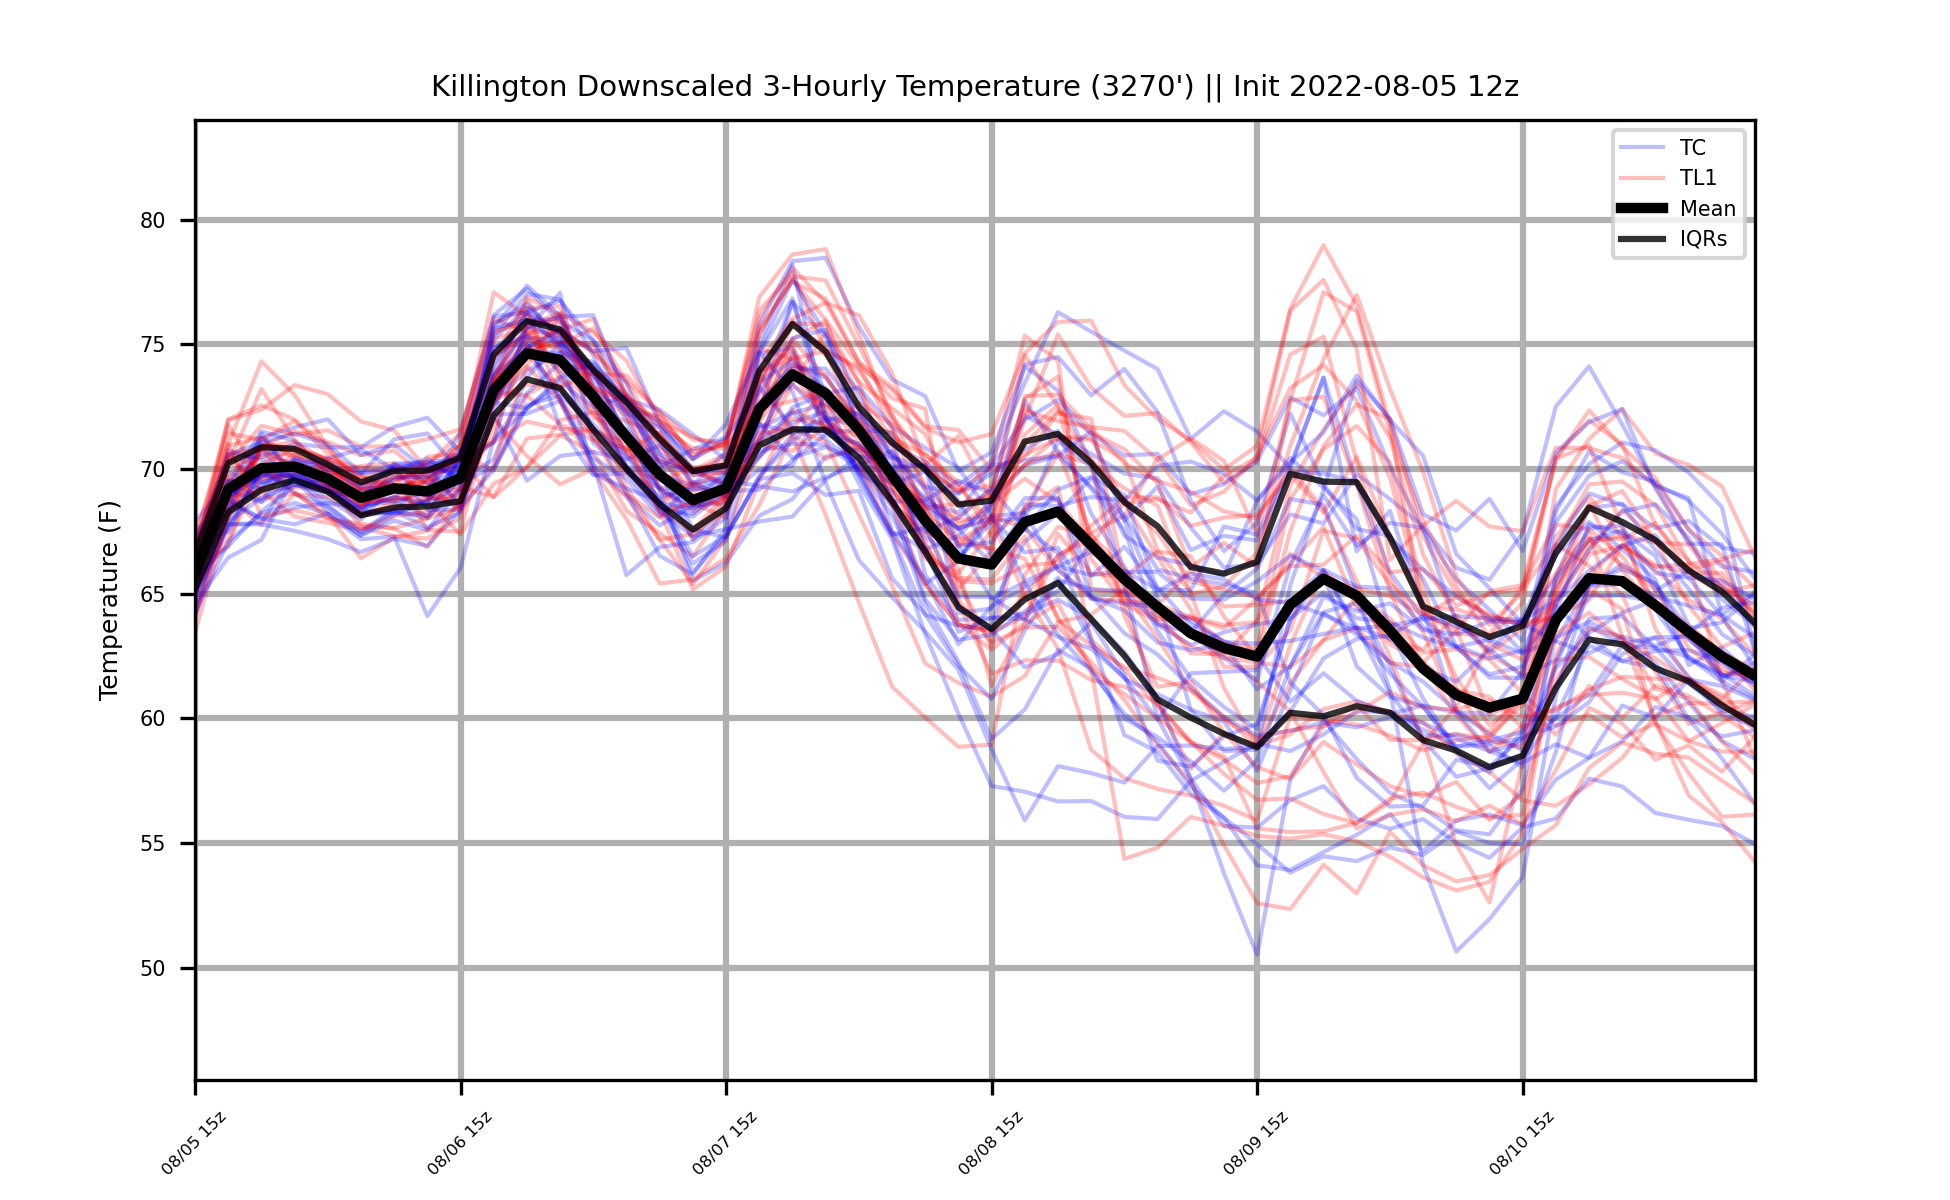 Killington Downscaled 3-Hourly Temperature (3270') || Init 2022-08-05 12z
TC
TL1
Mean
IQRs
Temperature (F)
80
75
70
65
60
55
50
08/05 15z
08/06 15z
08/07 15z
08/08 15z
08/09 15z
08/10 15z